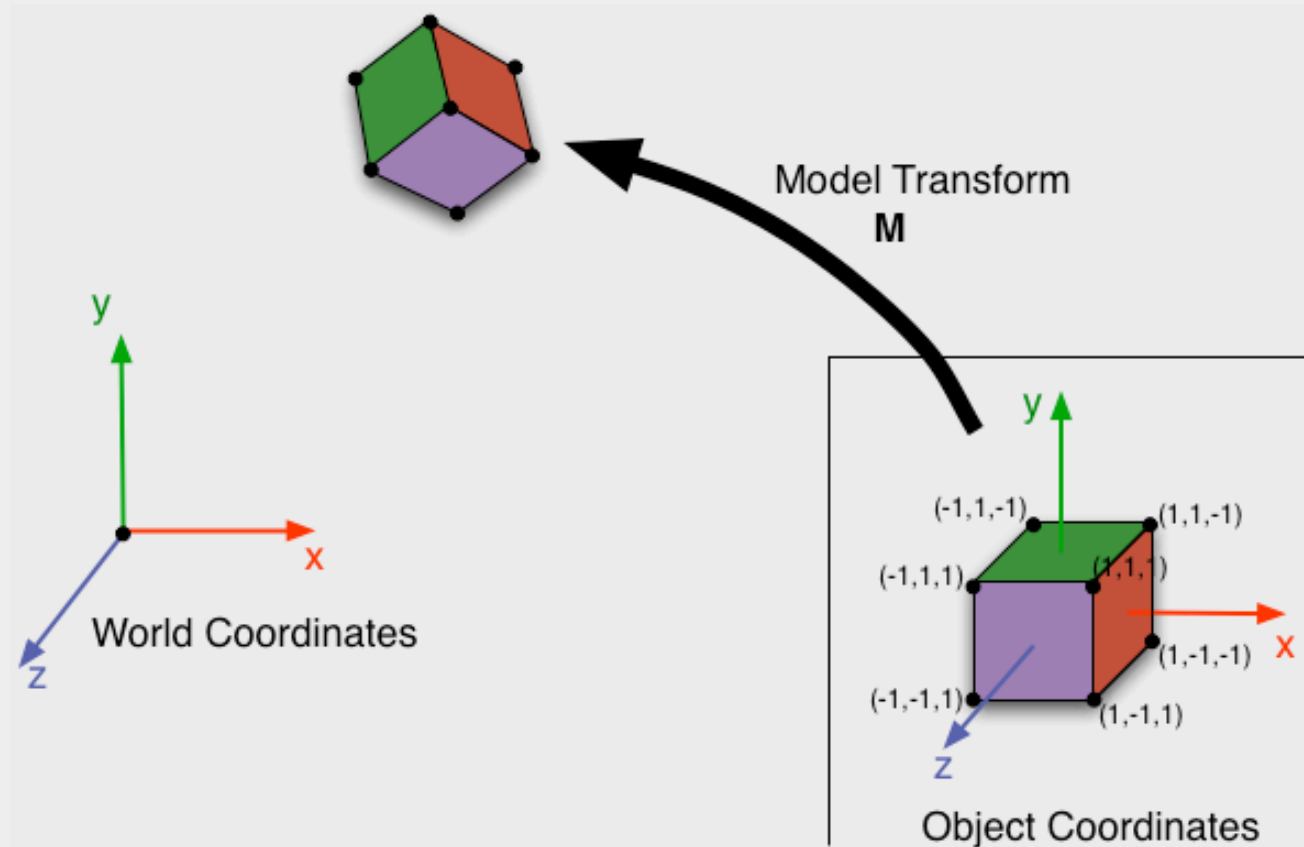 Model Transform
M
y
x
z
World Coordinates
y
(-1,1,-1)
(1,1,-1)
(-1,1,1)
(1,1,1)
x
(1,-1,-1)
(-1,-1,1)
(1,-1,1)
z
Object Coordinates